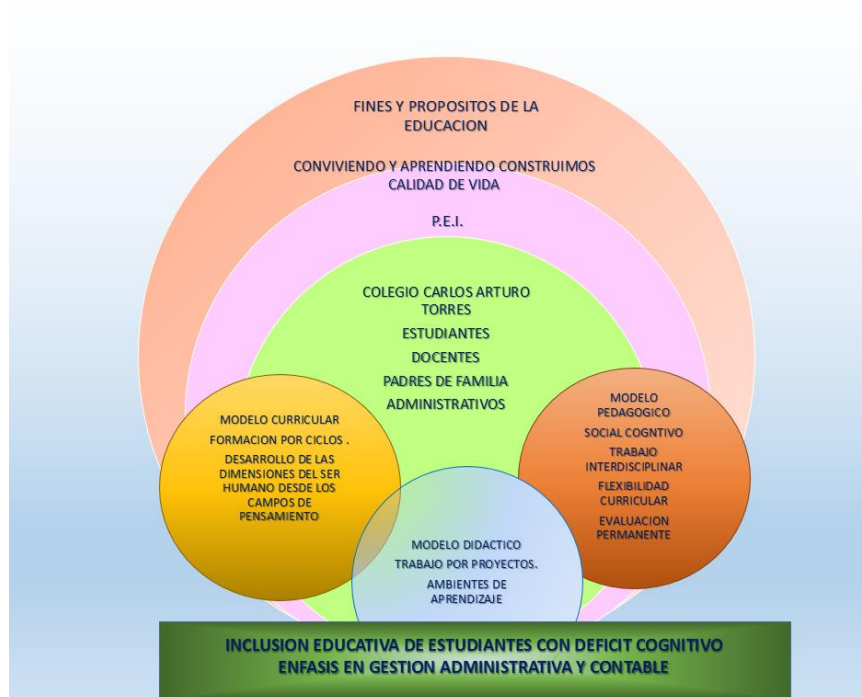 FINES Y PROPOSITOS DE LA
EDUCACION
CONVIVIENDO Y APRENDIENDO CONSTRUIMOS
CALIDAD DE VIDA
P.E.I.
COLEGIO CARLOS ARTURO
TORRES
ESTUDIANTES
DOCENTES
PADRES DE FAMILIA
ADMINISTRATIVOS
MODELO CURRICULAR
FORMACION POR CICLOS .
DESARROLLO DE LAS
DIMENSIONES DEL SER
HUMANO DESDE LOS
CAMPOS DE
PENSAMIENTO
MODELO
PEDAGOGICO
SOCIAL COGNTIVO
TRABAJO
INTERDISCIPLINAR
FLEXIBILIDAD
CURRICULAR
EVALUACION
PERMANENTE
MODELO DIDACTICO
TRABAJO POR PROYECTOS.
AMBIENTES DE
APRENDIZAJE
INCLUSION EDUCATIVA DE ESTUDIANTES CON DEFICIT COGNITIVO
ENFASIS EN GESTION ADMINISTRATIVA Y CONTABLE